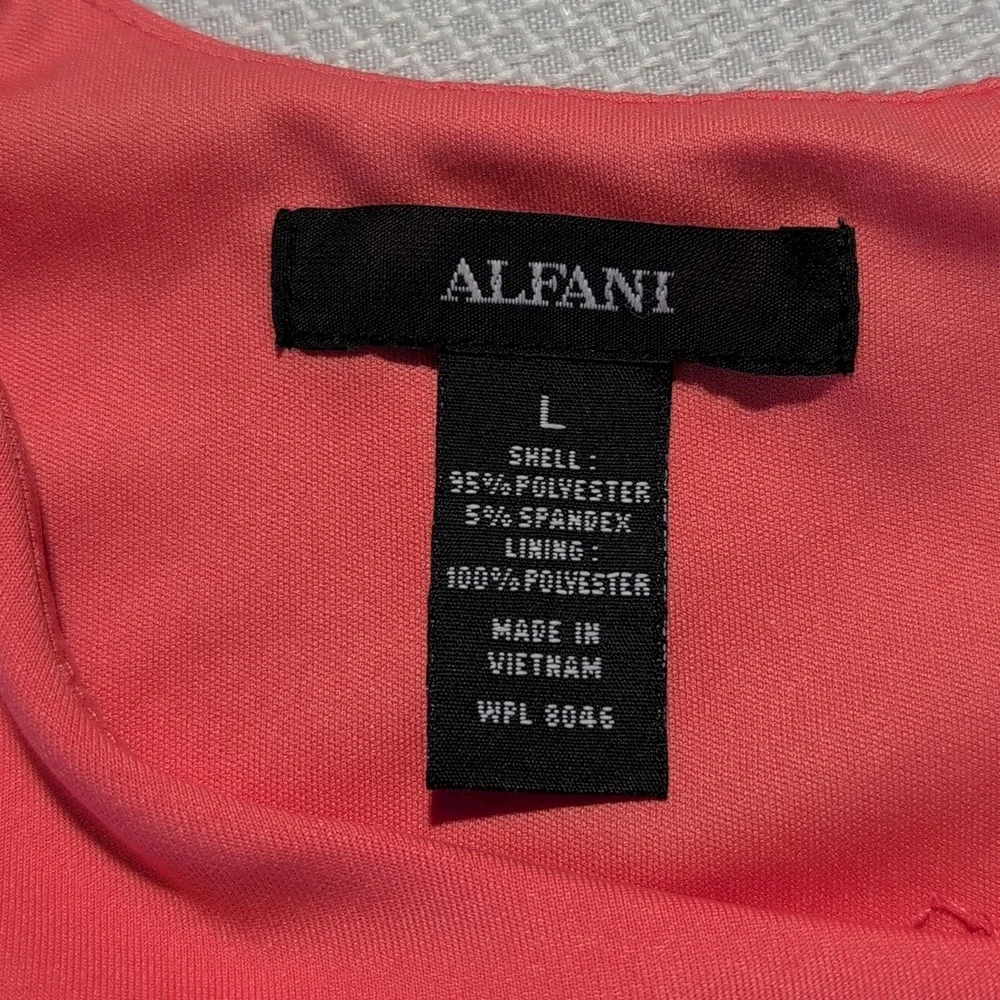 ALFANI
L
SHELL :
95% POLYESTER
5% SPANDEX
LINING :
100% POLYESTER
MADE IN
VIETNAM
WPL 8046